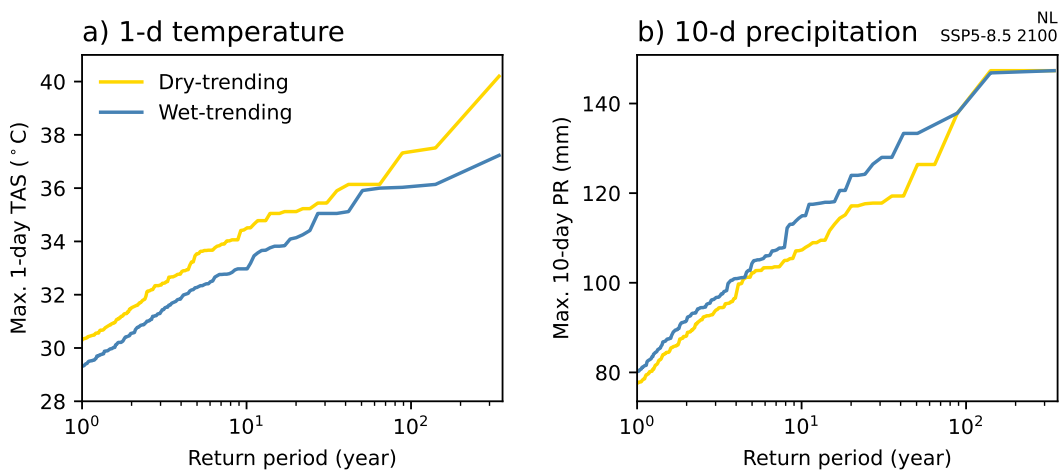 a) 1-d temperature
Max. 1-day TAS (°C)
40
38
36
34
32
30
28
Dry-trending
Wet-trending
10⁰
10¹
10²
Return period (year)
b) 10-d precipitation
NL
SSP5-8.5 2100
Max. 10-day PR (mm)
140
120
100
80
10⁰
10¹
10²
Return period (year)